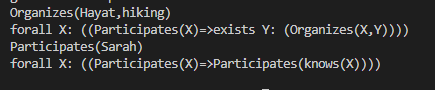 Organizes(Hayat,hiking)
forall X: ((Participates(X)=>exists Y: (Organizes(X,Y))))
Participates(Sarah)
forall X: ((Participates(X)=>Participates(knows(X))))